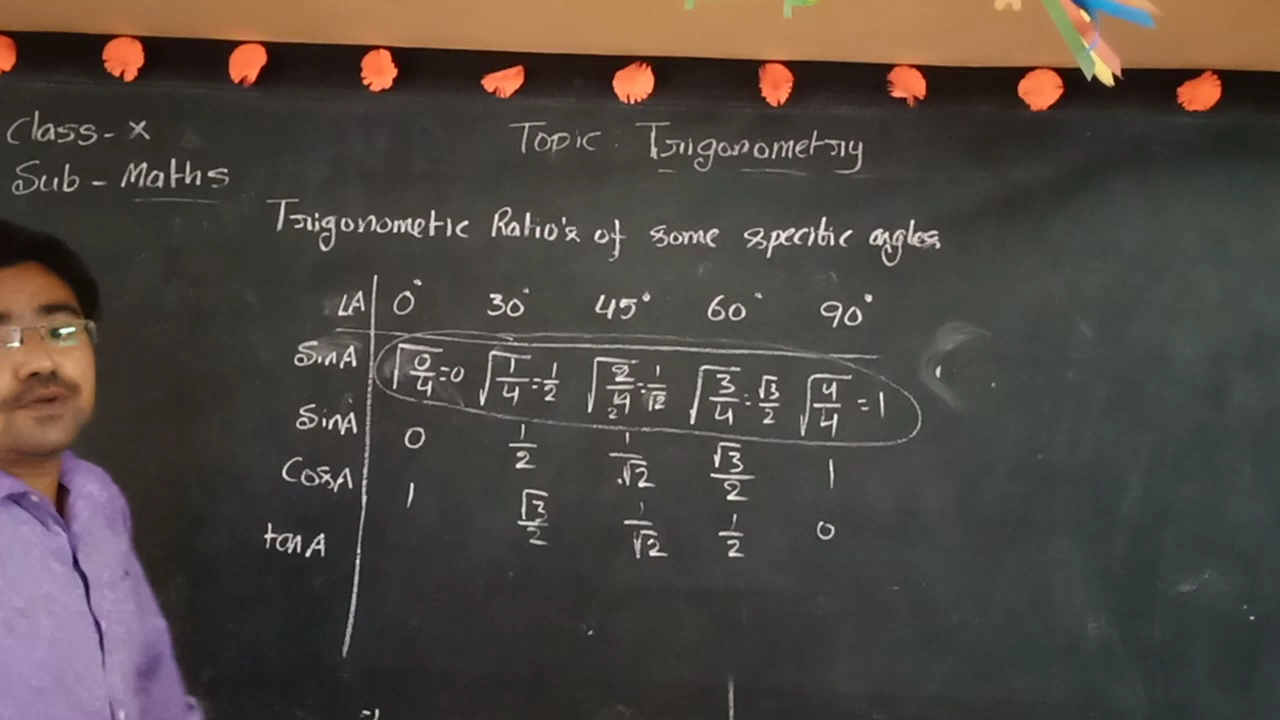 Class - X
Topic : Trigonometry
Sub - Maths
Trigonometric Ratio's of some specific angles
∠A 0° 30° 45° 60° 90°
SinA √0/4 = 0 √1/4 = 1/2 √2/4 2 = 1/√2 √3/4 = √3/2 √4/4 = 1
SinA 0 1/2 1/√2 √3/2 1
CosA 1 √3/2 1/√2 1/2 0
tanA